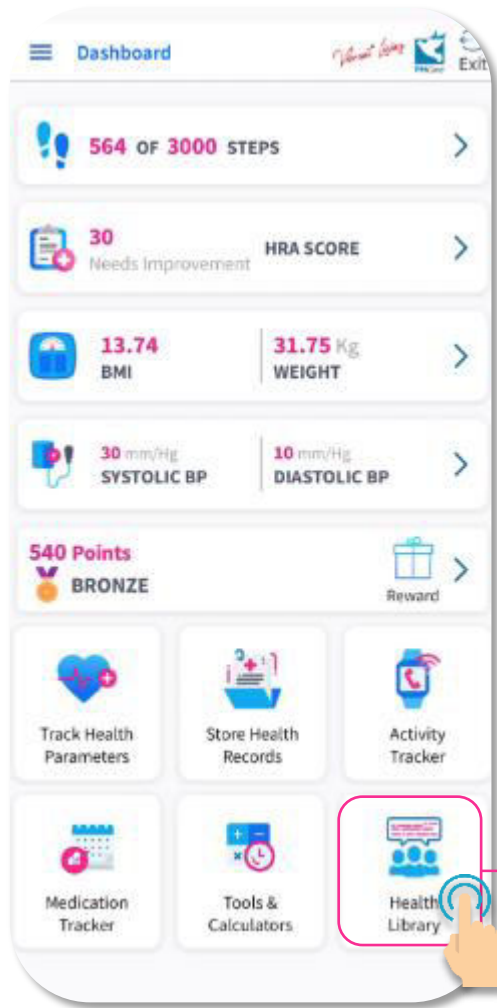 Dashboard
Vibrant living
Exit
564 OF 3000 STEPS
30
Needs Improvement
HRA SCORE
13.74
BMI
31.75 Kg
WEIGHT
30 mm/Hg
SYSTOLIC BP
10 mm/Hg
DIASTOLIC BP
540 Points
BRONZE
Reward
Track Health
Parameters
Store Health
Records
Activity
Tracker
Medication
Tracker
Tools &
Calculators
Health
Library